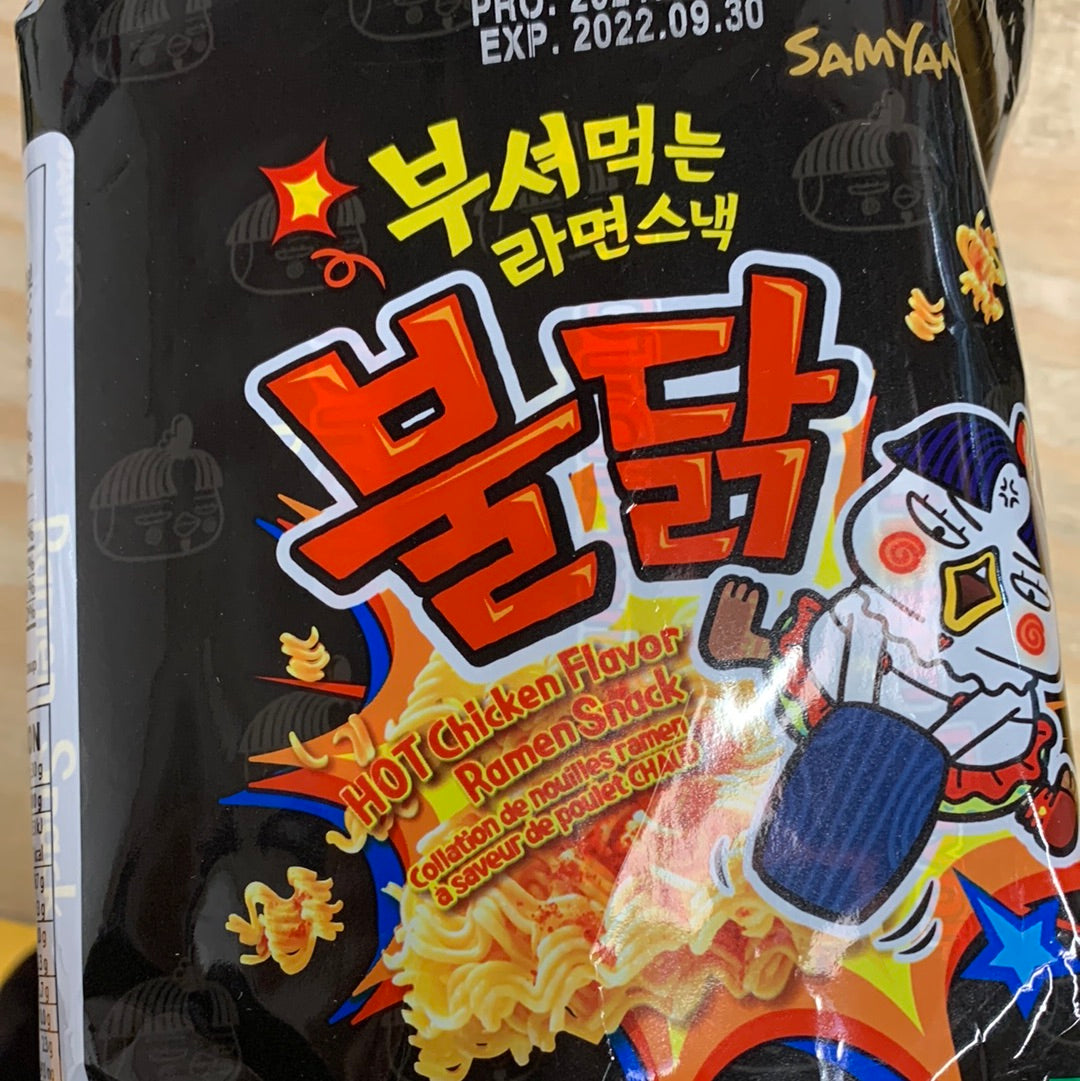 EXP. 2022.09.30
SAMYAN
부셔먹는
라면스낵
불닭
HOT Chicken Flavor
Ramen Snack
Collation de nouilles ramen
à saveur de poulet CHAUD